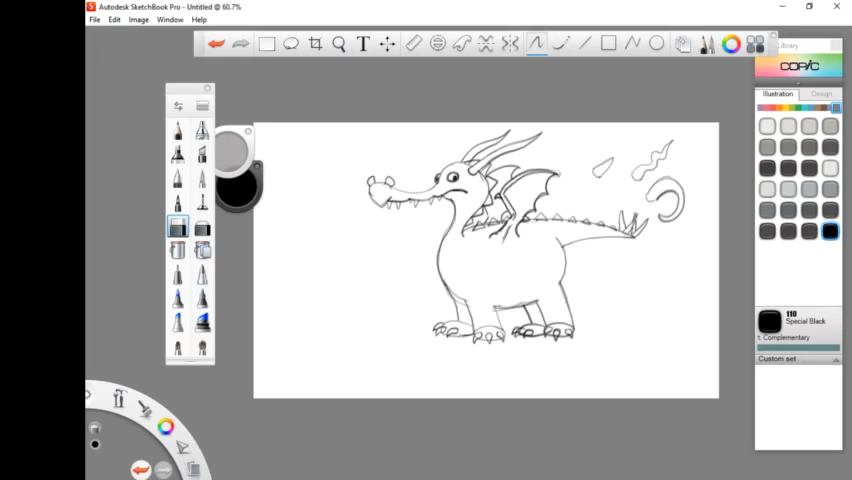 Autodesk SketchBook Pro - Untitled @ 60.7%
File Edit Image Window Help
T
Library
COPIC
Illustration Design
110
Special Black
Complementary
Custom set